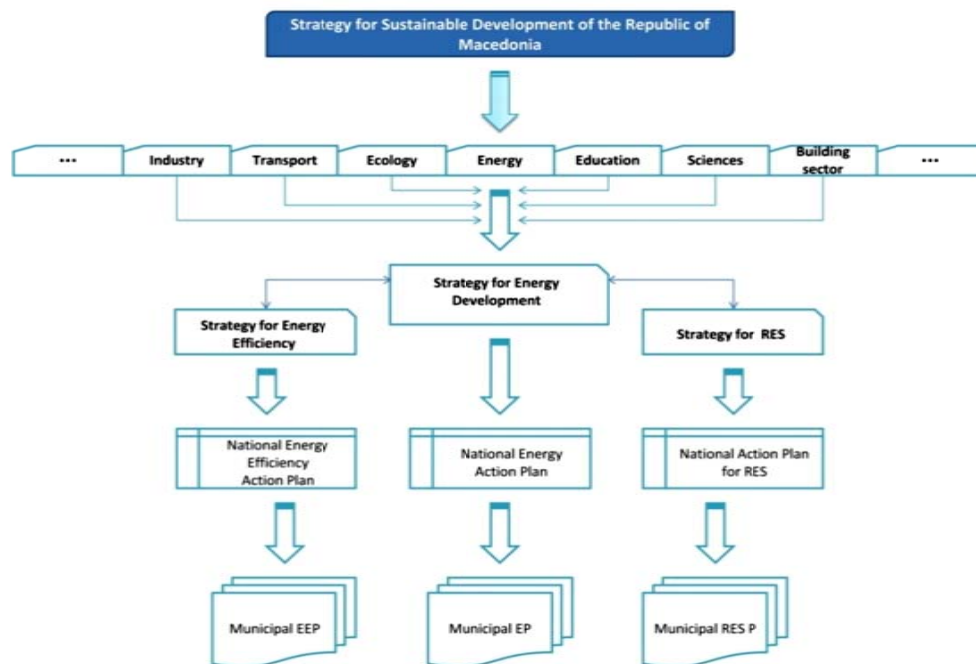 Strategy for Sustainable Development of the Republic of
Macedonia
...
Industry
Transport
Ecology
Energy
Education
Sciences
Building
sector
...
Strategy for Energy
Development
Strategy for Energy
Efficiency
Strategy for RES
National Energy
Efficiency
Action Plan
National Energy
Action Plan
National Action Plan
for RES
Municipal EEP
Municipal EP
Municipal RES P